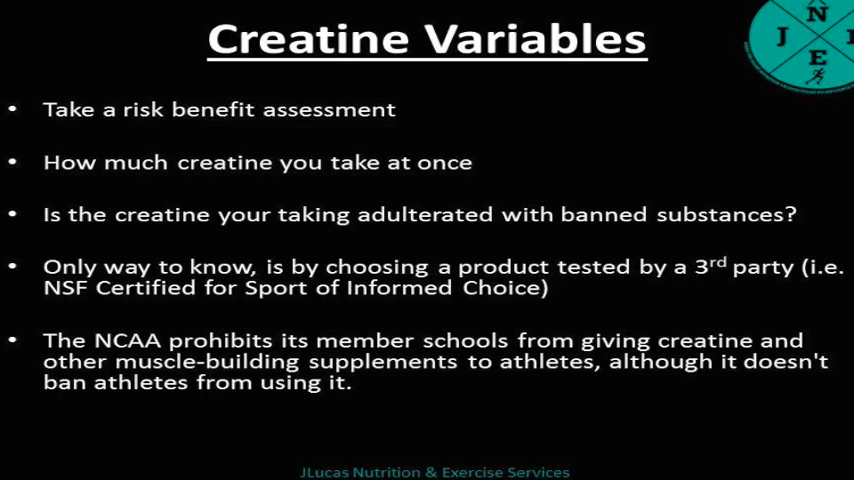 Creatine Variables
N
J
E
• Take a risk benefit assessment
• How much creatine you take at once
• Is the creatine your taking adulterated with banned substances?
• Only way to know, is by choosing a product tested by a 3rd party (i.e.
NSF Certified for Sport of Informed Choice)
• The NCAA prohibits its member schools from giving creatine and
other muscle-building supplements to athletes, although it doesn't
ban athletes from using it.
JLucas Nutrition & Exercise Services